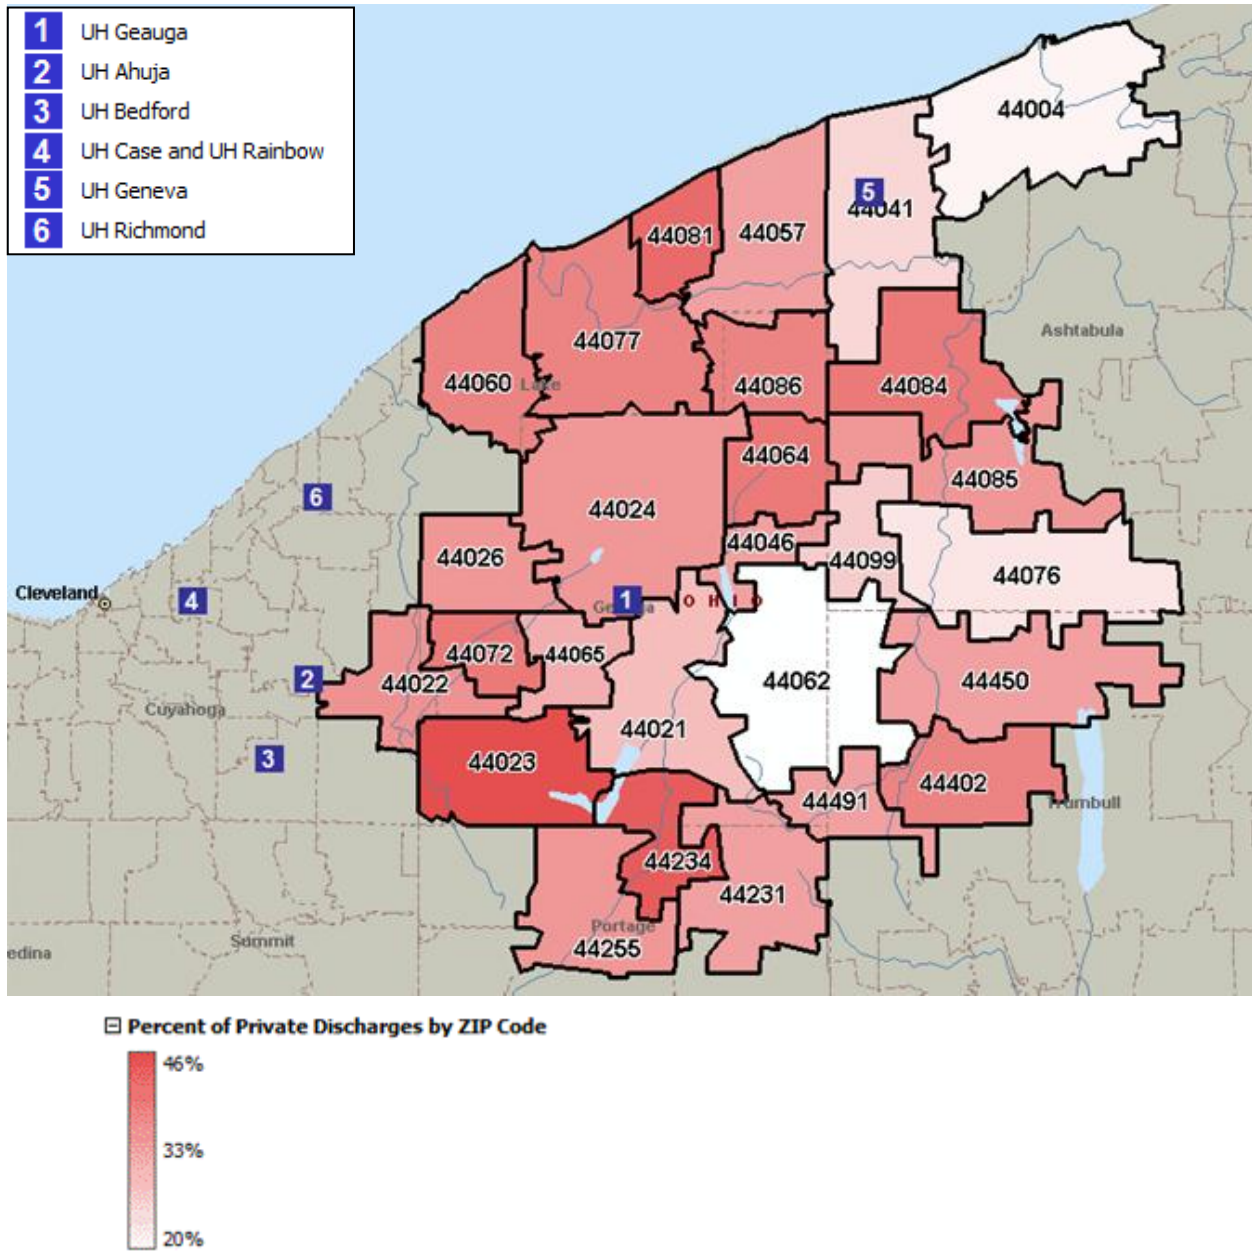 1 UH Geauga
2 UH Ahuja
3 UH Bedford
4 UH Case and UH Rainbow
5 UH Geneva
6 UH Richmond
44004
5
44041
44081
44057
Ashtabula
44077
44060
Lake
44086
44084
44064
44085
6
44024
44026
44046
44099
44076
Cleveland
4
1
Geauga
O H I O
44072
44065
2
44022
44062
44450
Cuyahoga
44021
3
44023
44402
44491
Trumbull
44234
44231
Portage
44255
Summit
edina
Percent of Private Discharges by ZIP Code
46%
33%
20%